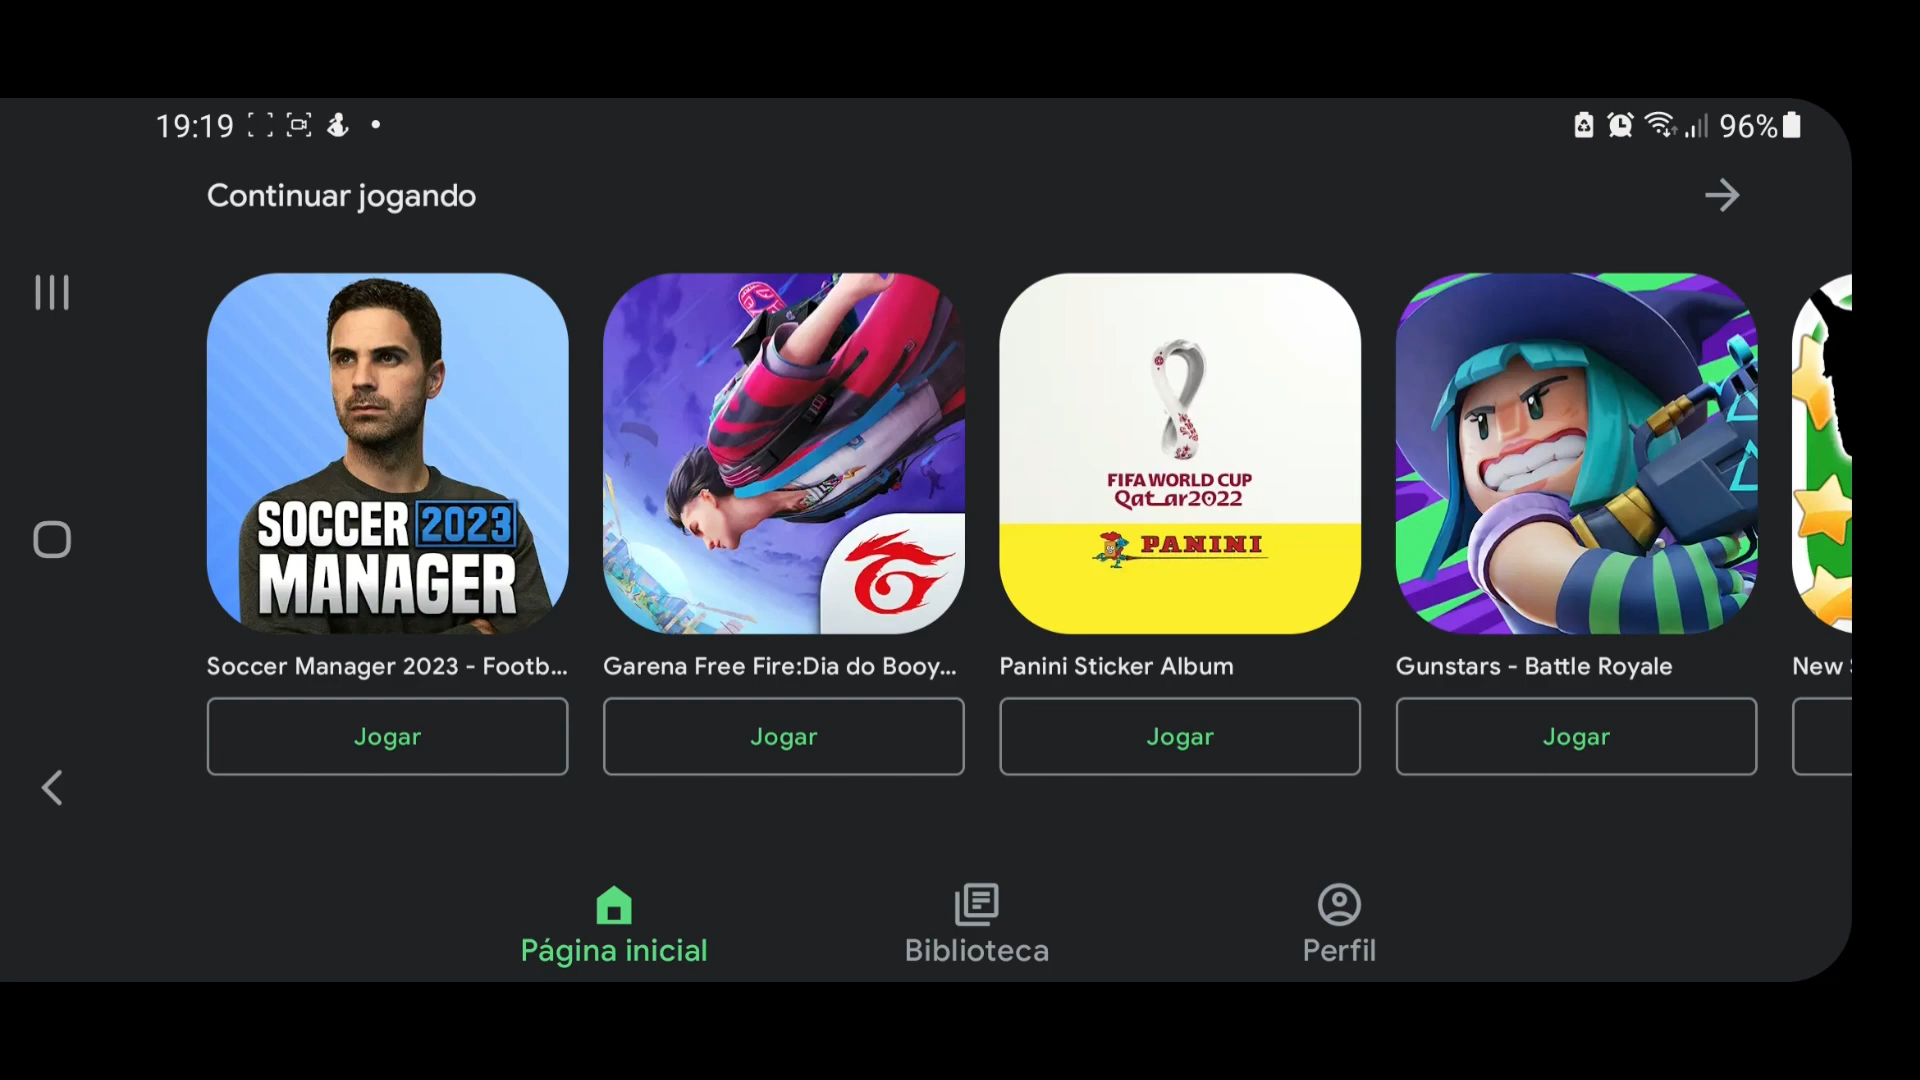 19:19
96%
Continuar jogando
SOCCER 2023
MANAGER
FIFA WORLD CUP
Qatar2022
PANINI
Soccer Manager 2023 - Footb...
Garena Free Fire:Dia do Booy...
Panini Sticker Album
Gunstars - Battle Royale
New
Jogar
Jogar
Jogar
Jogar
Página inicial
Biblioteca
Perfil